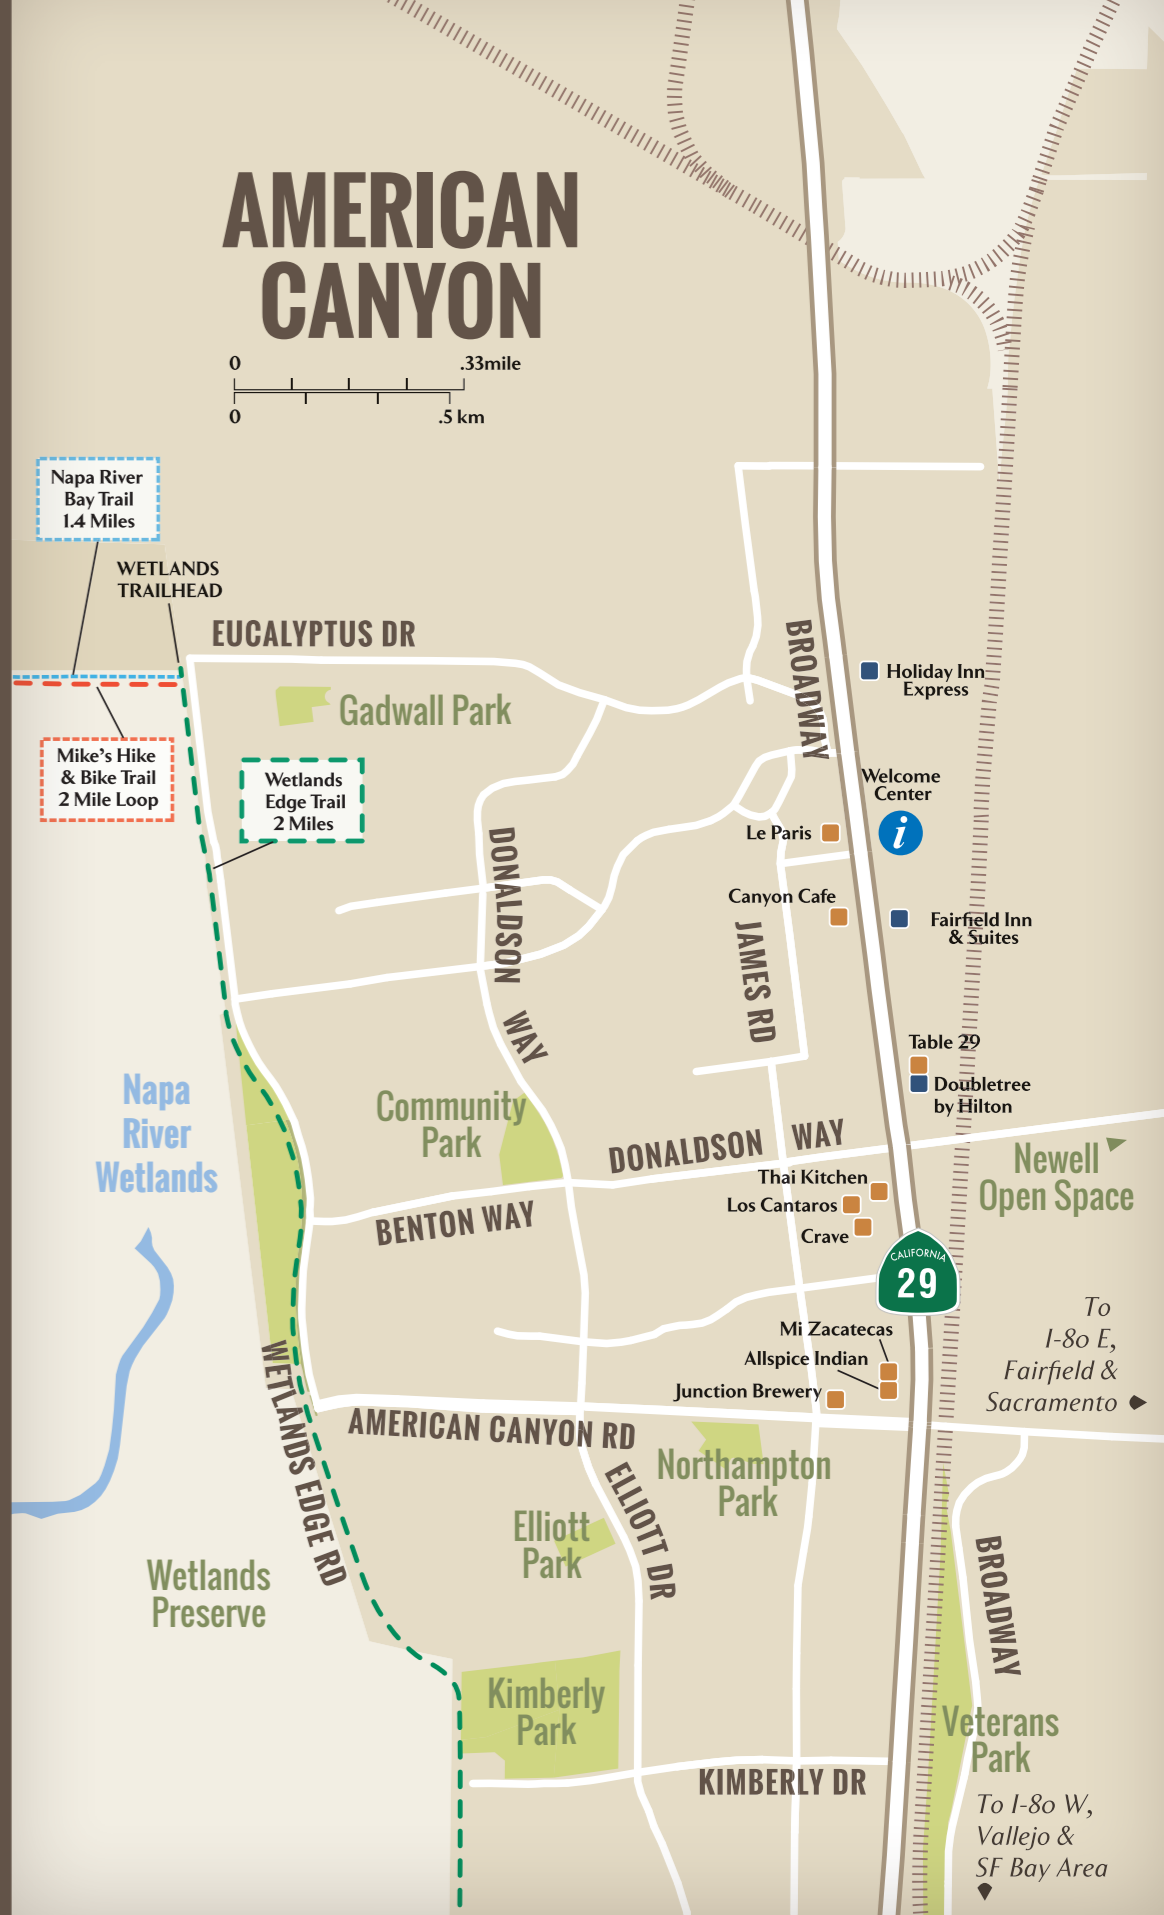 AMERICAN
CANYON
0
.33mile
0
.5 km
Napa River
Bay Trail
1.4 Miles
WETLANDS
TRAILHEAD
EUCALYPTUS DR
Gadwall Park
BROADWAY
Holiday Inn
Express
Mike's Hike
& Bike Trail
2 Mile Loop
Wetlands
Edge Trail
2 Miles
Welcome
Center
i
Le Paris
DONALDSON WAY
Canyon Cafe
Fairfield Inn
& Suites
JAMES RD
Table 29
Doubletree
by Hilton
Napa
River
Wetlands
Community
Park
DONALDSON WAY
Newell
Open Space
Thai Kitchen
Los Cantaros
Crave
BENTON WAY
CALIFORNIA
29
To
I-80 E,
Fairfield &
Sacramento
Mi Zacatecas
Allspice Indian
Junction Brewery
WETLANDS EDGE RD
AMERICAN CANYON RD
Northampton
Park
ELLIOTT DR
Elliott
Park
BROADWAY
Wetlands
Preserve
Kimberly
Park
Veterans
Park
KIMBERLY DR
To I-80 W,
Vallejo &
SF Bay Area